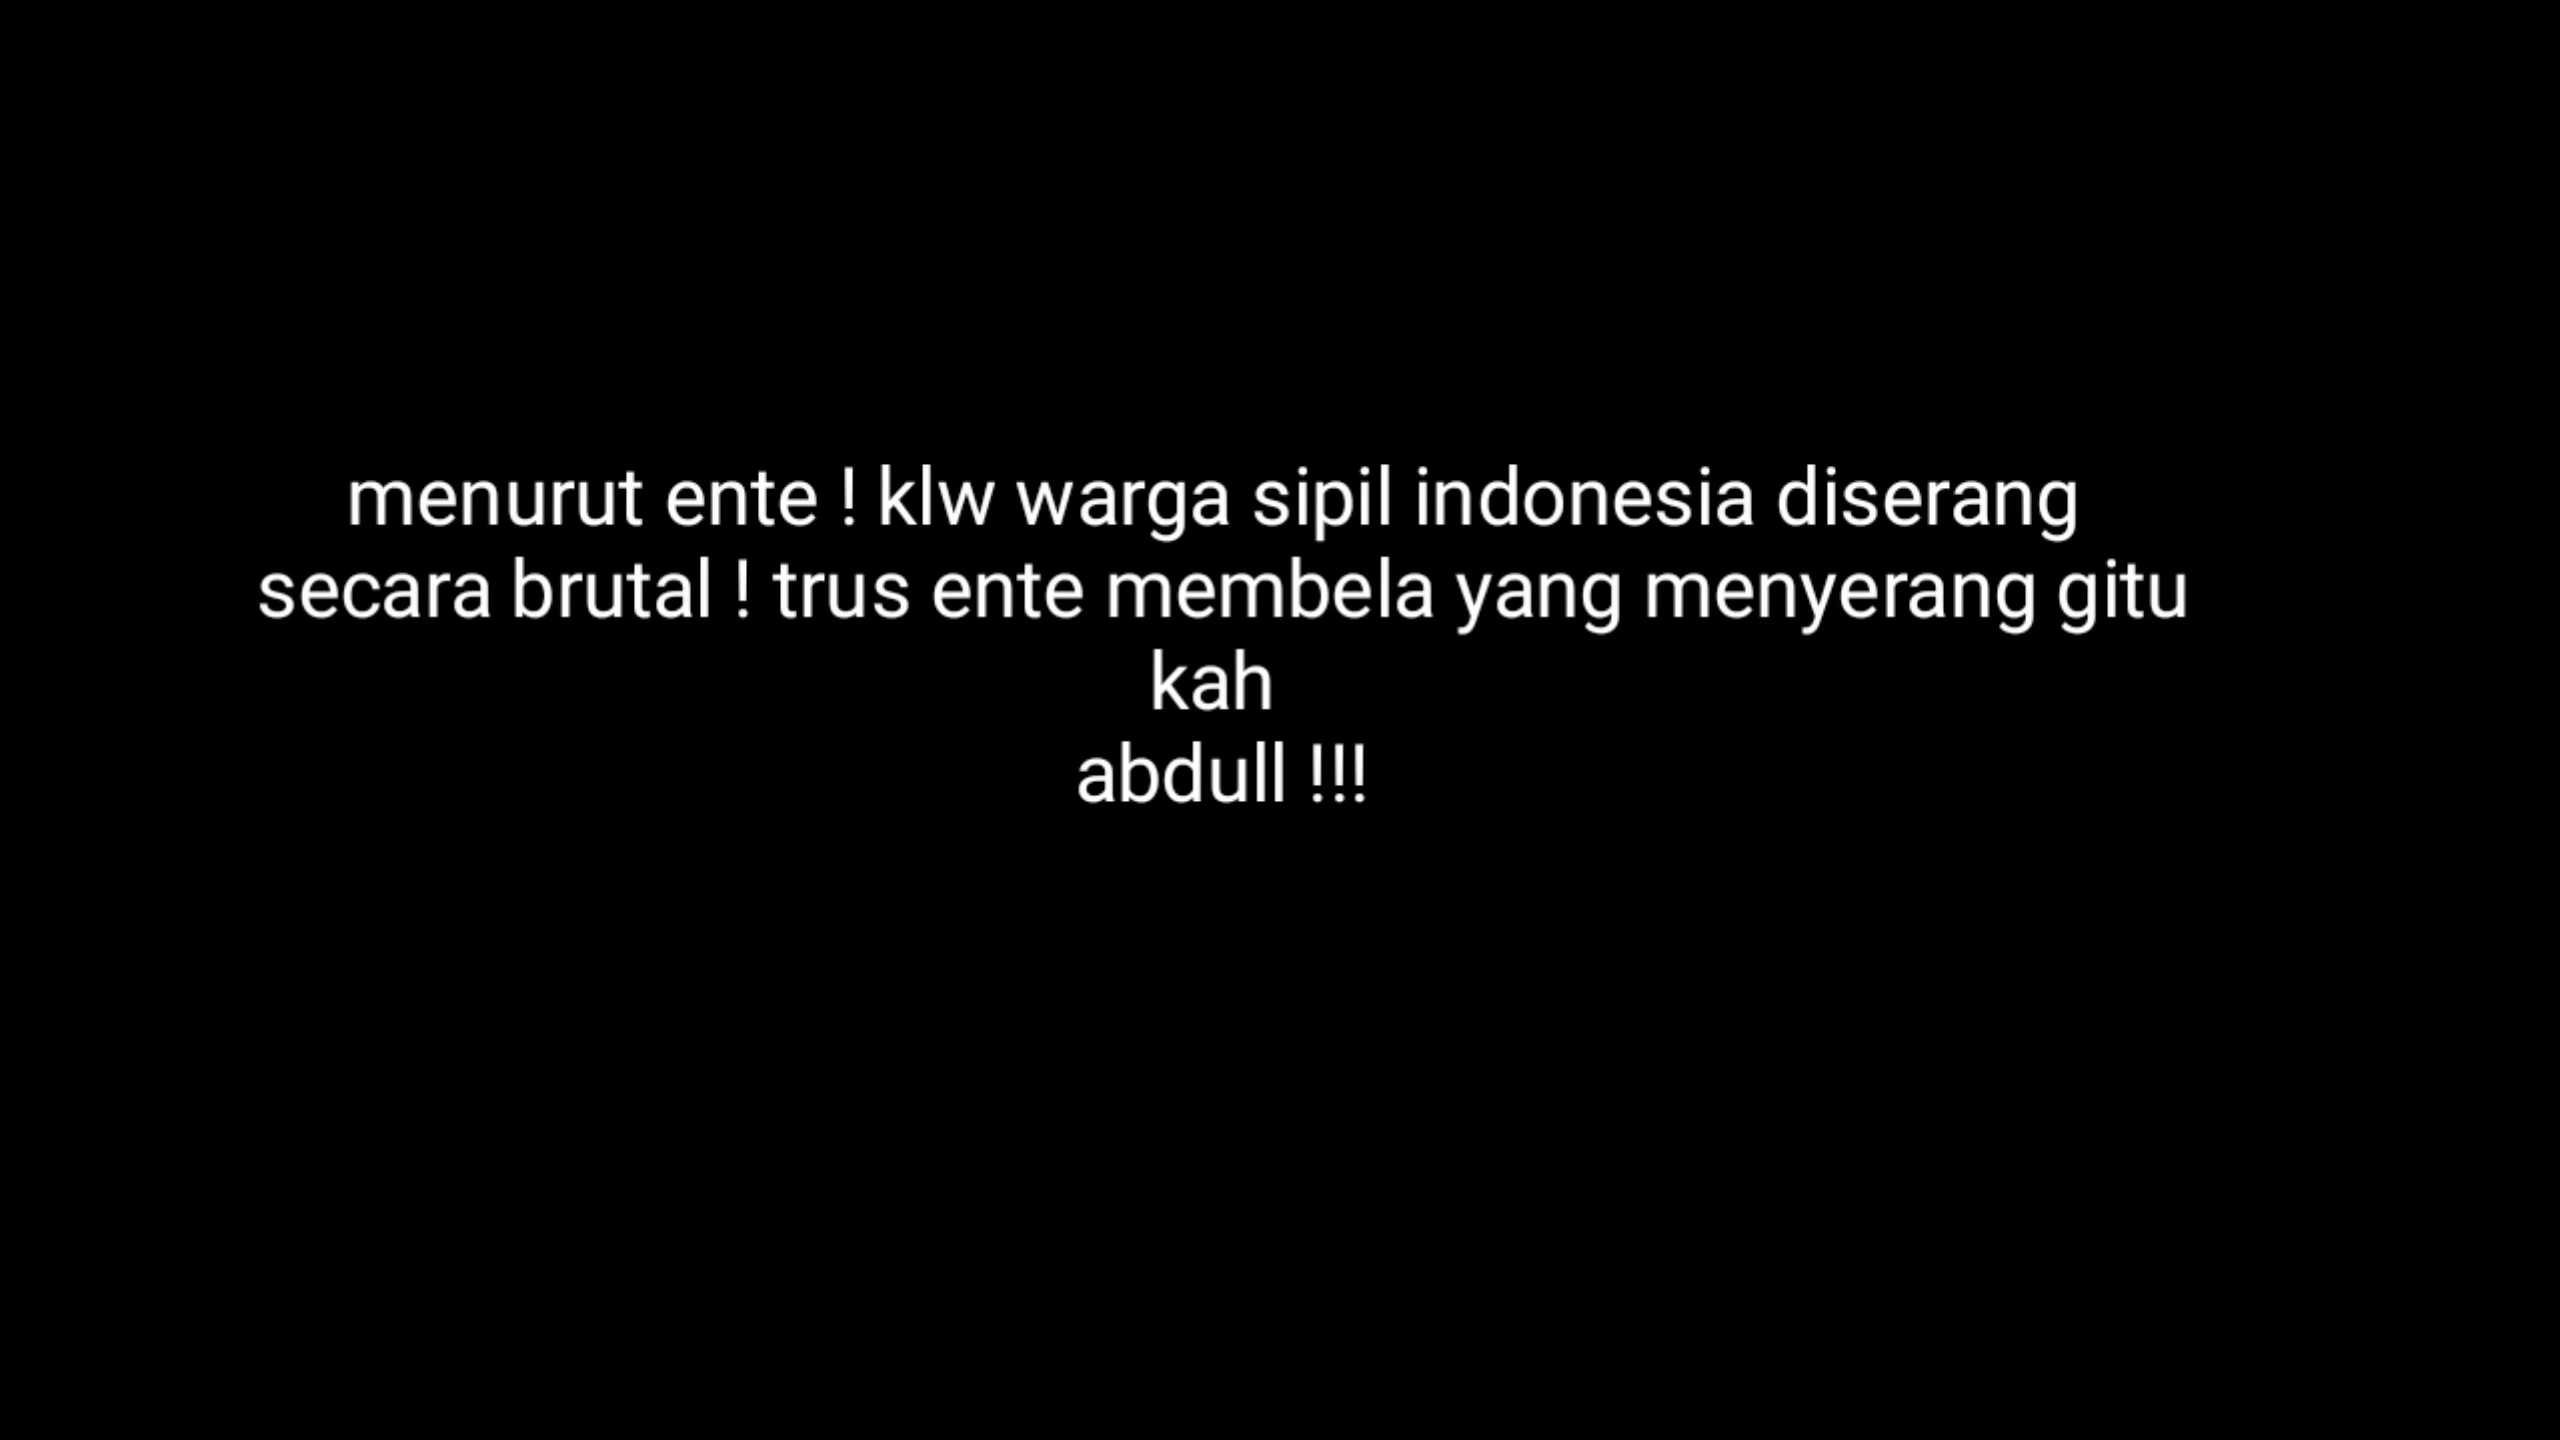 menurut ente ! klw warga sipil indonesia diserang
secara brutal ! trus ente membela yang menyerang gitu
kah
abdull !!!